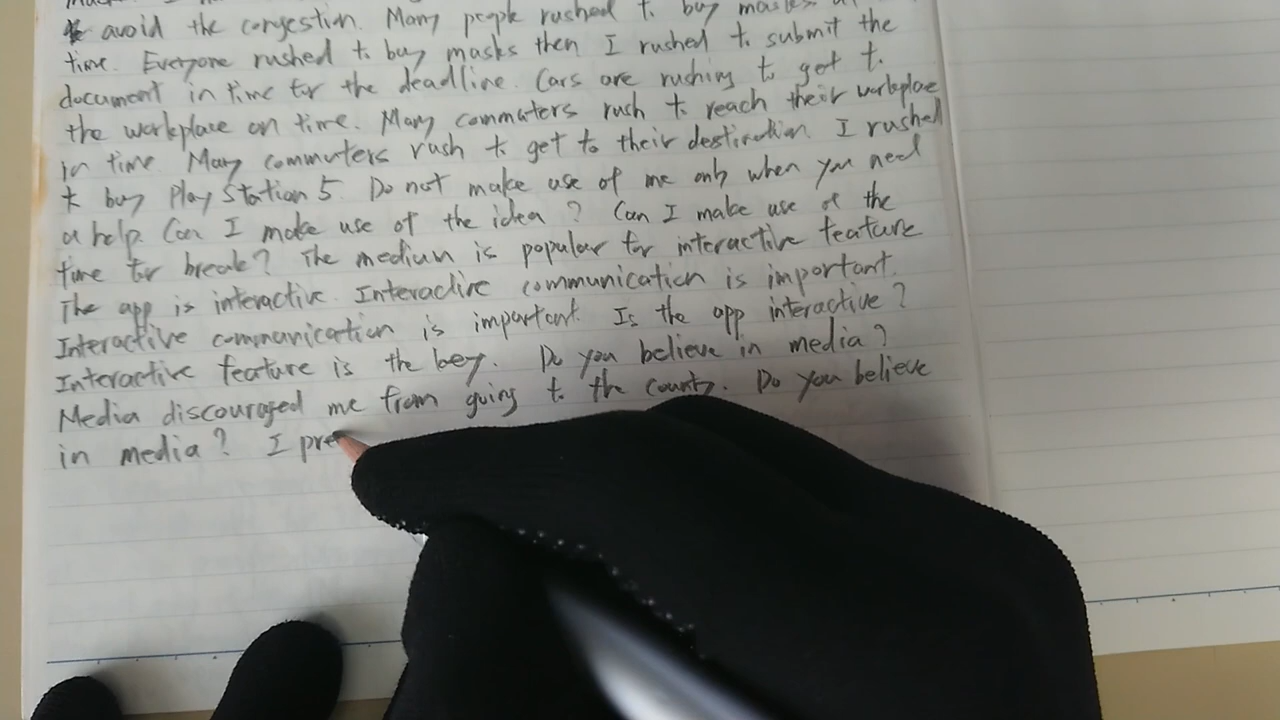 avoid the congestion. Many people rushed to buy masks
time. Everyone rushed to buy masks then I rushed to submit the
document in time for the deadline. Cars are rushing to get t.
the workplace on time. Many commuters rush to reach their workplace
in time. Many commuters rush to get to their destination. I rushed
to buy PlayStation 5. Do not make use of me only when you need
a help. Can I make use of the idea? Can I make use of the
time for break? The medium is popular for interactive feature
The app is interactive. Interactive communication is important.
Interactive communication is important. Is the app interactive?
Interactive feature is the key. Do you believe in media?
Media discouraged me from going to the country. Do you believe
in media? I pre